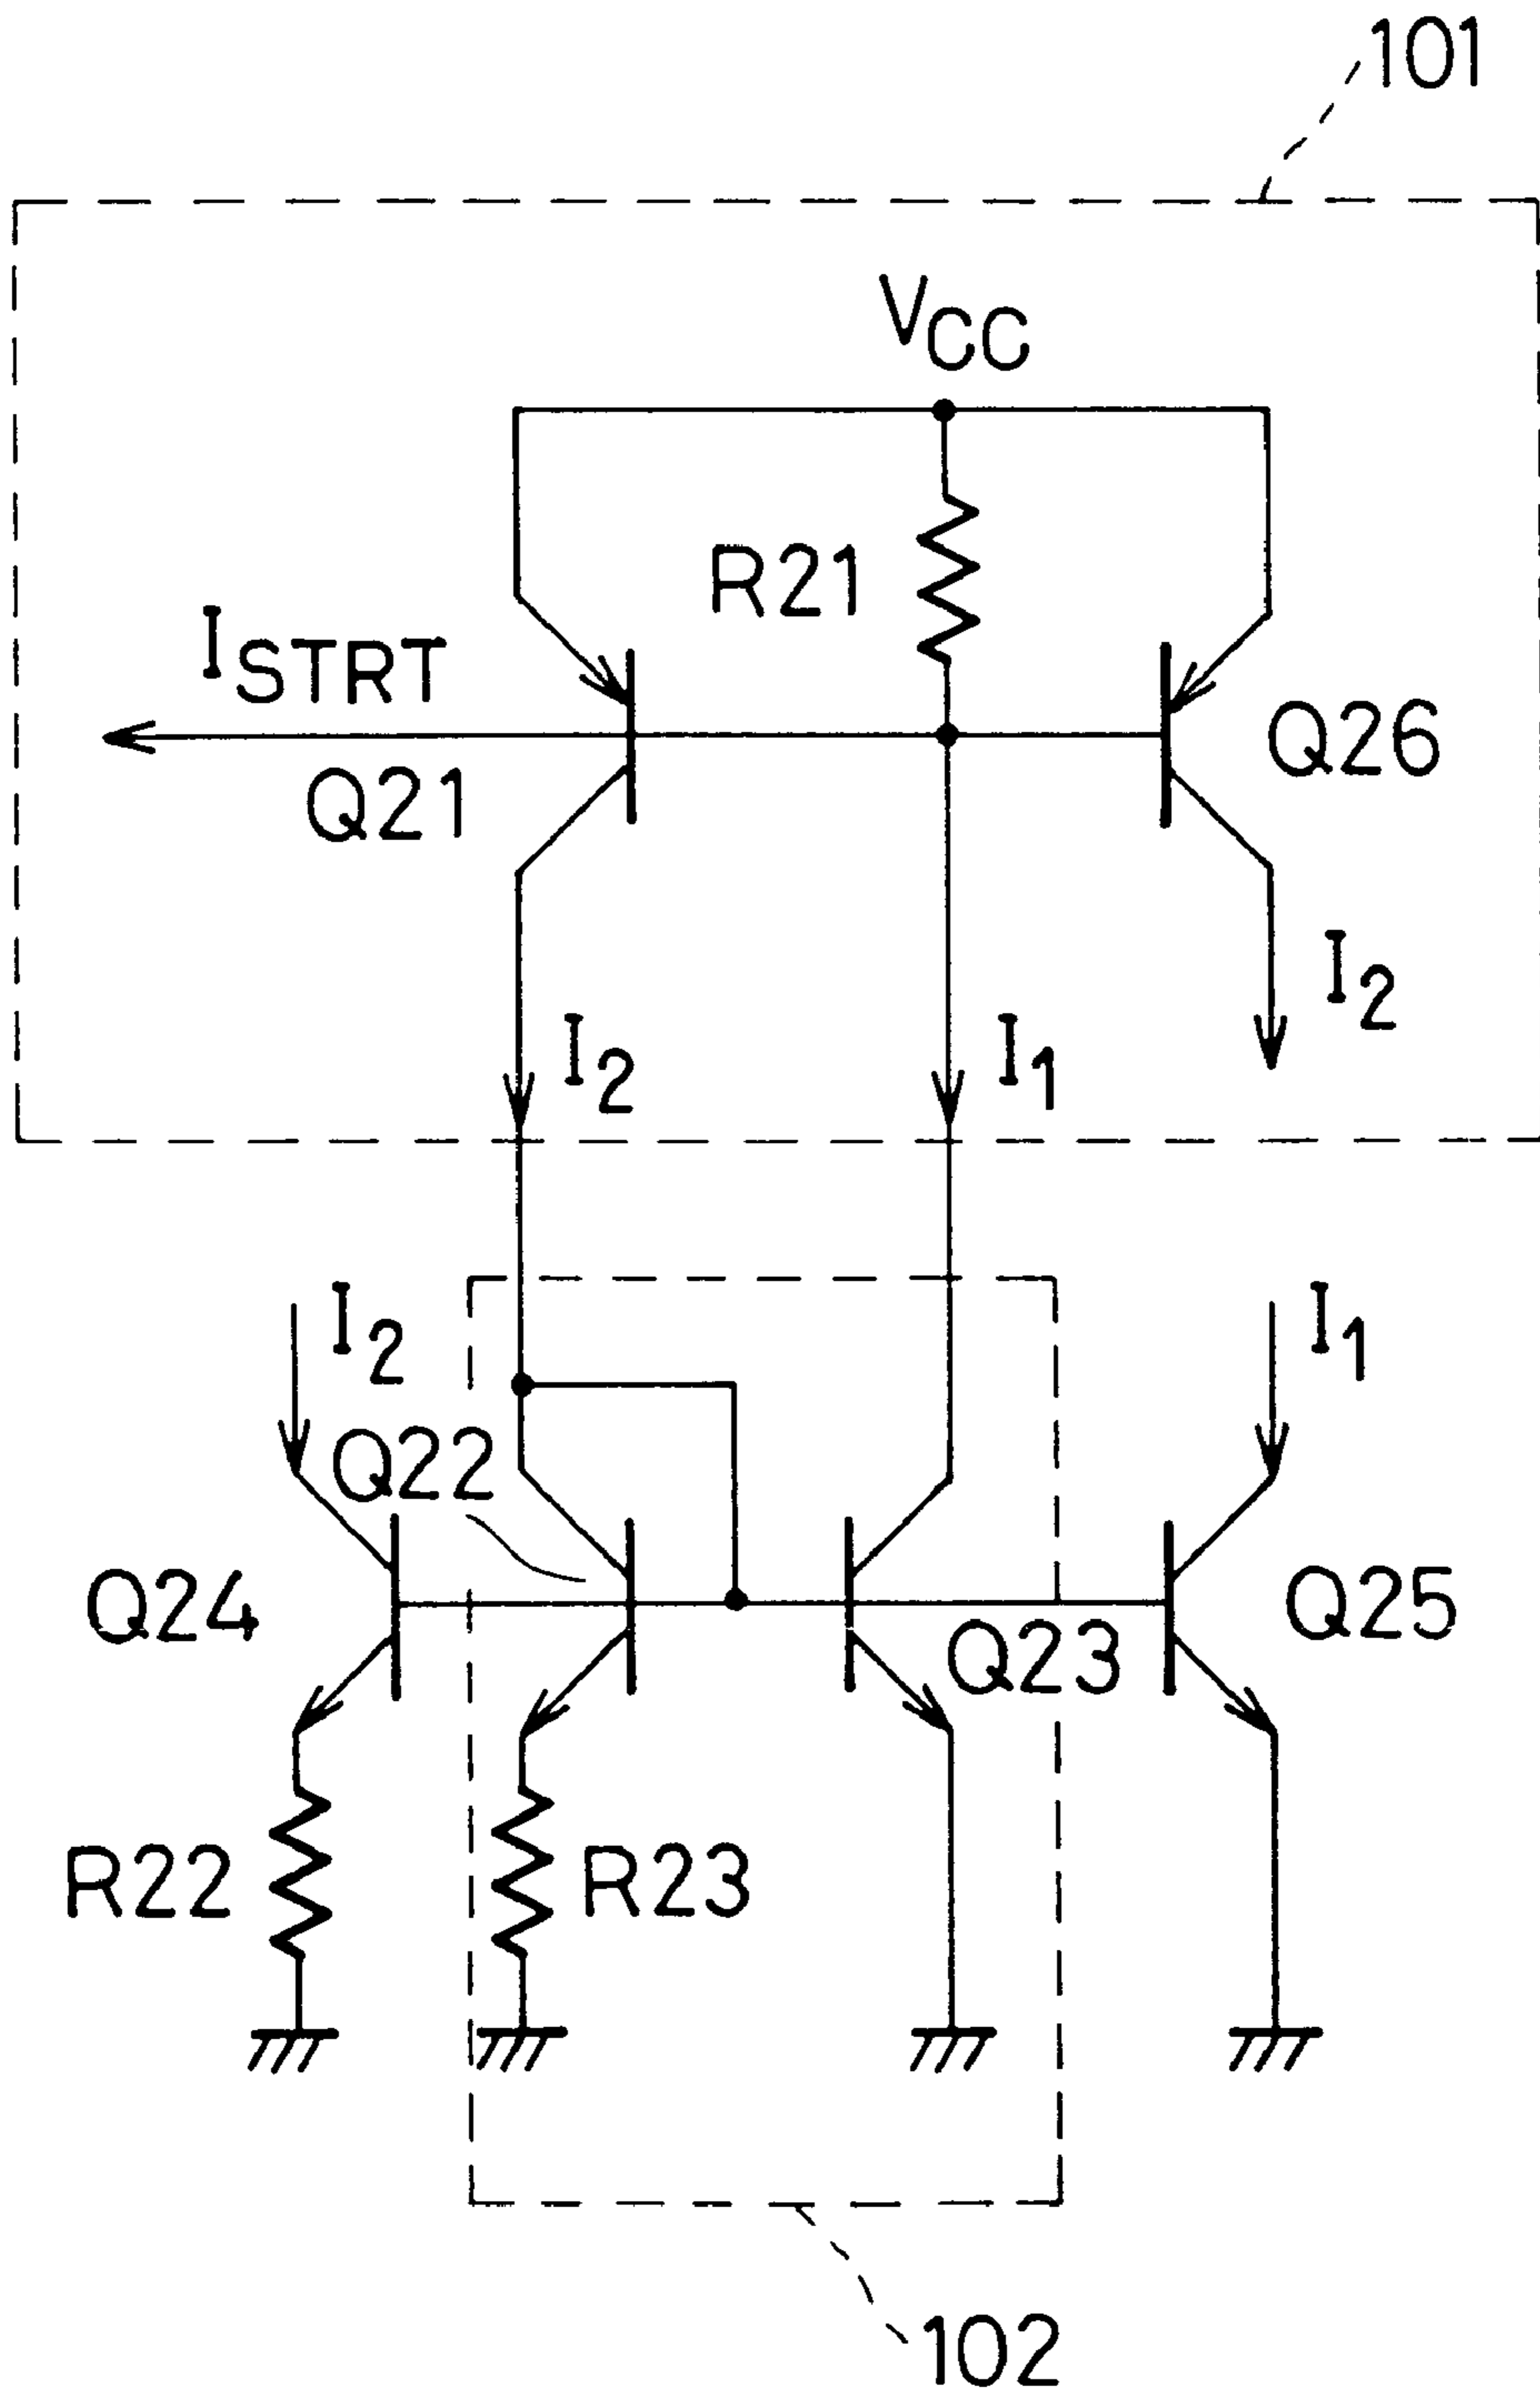 101
VCC
R21
ISTRT
Q26
Q21
I2
I2
I1
I2
I1
Q22
Q24
Q25
Q23
R22
R23
102